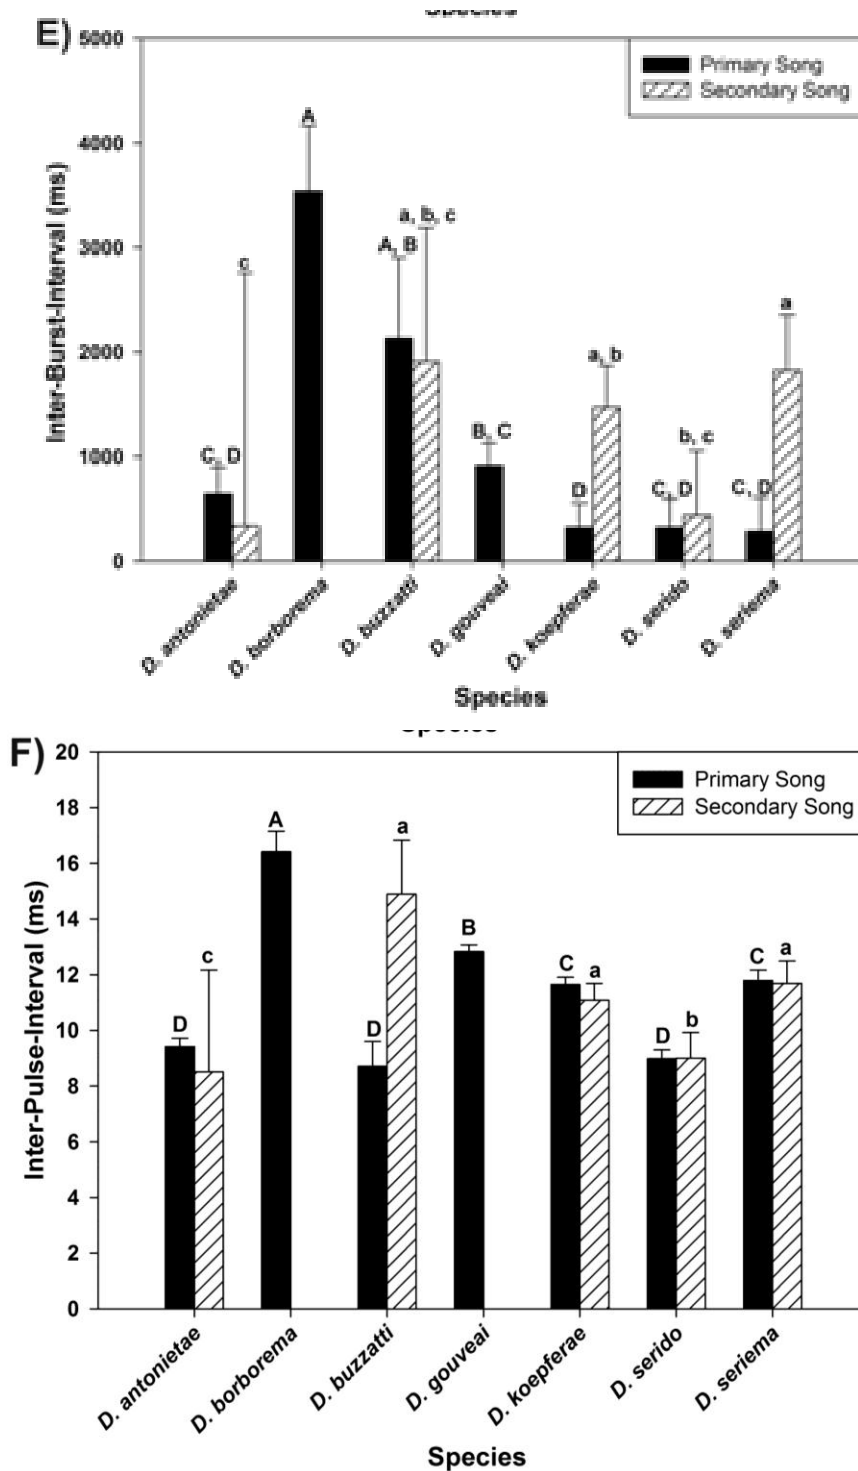 Species
E)
5000
Primary Song
Secondary Song
A
4000
a, b, c
3000
A, B
c
a
a, b
2000
b, c
B, C
C, D
1000
D
C, D
C, D
0
Inter-Burst-Interval (ms)
D. antonietae
D. borborema
D. buzzatti
D. gouveai
D. koepferae
D. serido
D. seriema
Species
Species
F)
20
Primary Song
Secondary Song
18
A
a
16
14
B
c
C
a
C
a
12
D
D
D
b
10
8
6
4
2
0
Inter-Pulse-Interval (ms)
D. antonietae
D. borborema
D. buzzatti
D. gouveai
D. koepferae
D. serido
D. seriema
Species